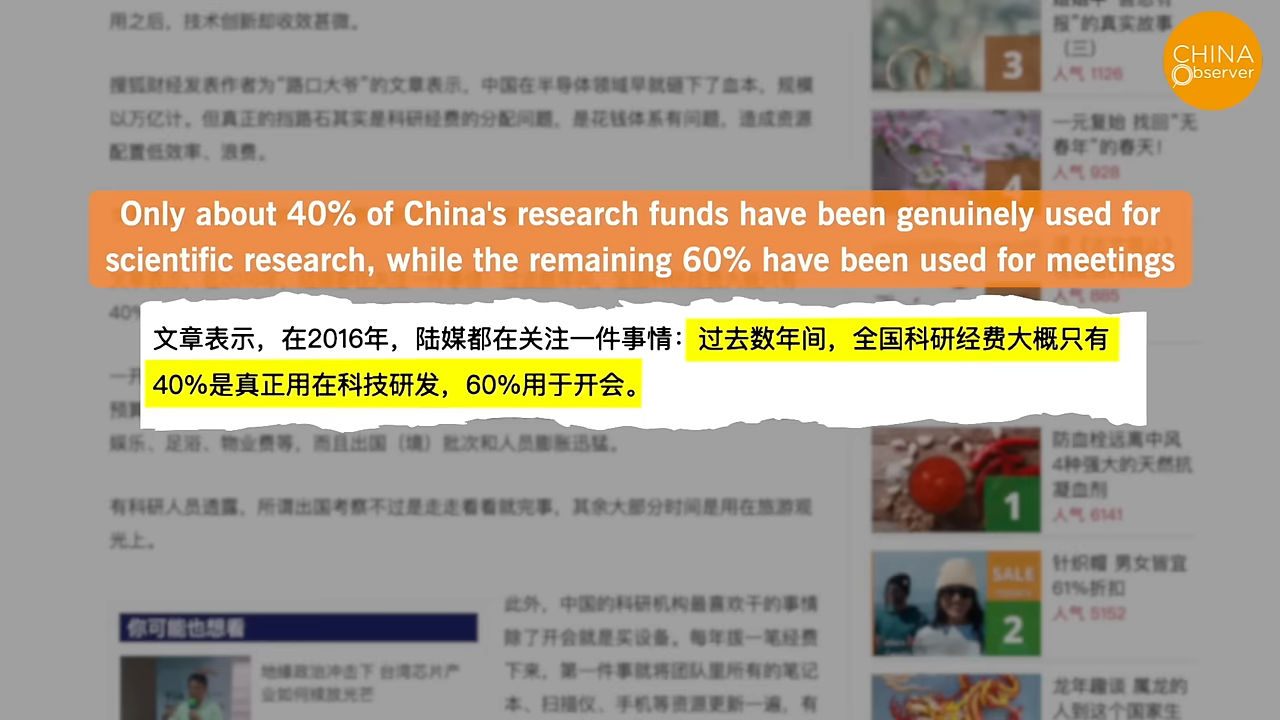 用之后，技术创新却收效甚微。
搜狐财经发表作者为“路口大爷”的文章表示，中国在半导体领域早就砸下了血本，规模
以万亿计。但真正的挡路石其实是科研经费的分配问题，是花钱体系有问题，造成资源
配置低效率、浪费。
Only about 40% of China's research funds have been genuinely used for
scientific research, while the remaining 60% have been used for meetings
40%
文章表示，在2016年，陆媒都在关注一件事情：过去数年间，全国科研经费大概只有
40%是真正用在科技研发，60%用于开会。
娱乐、足浴、物业费等，而且出国（境）批次和人员膨胀迅猛。
有科研人员透露，所谓出国考察不过是走走看看就完事，其余大部分时间是用在旅游观
光上。
此外，中国的科研机构最喜欢干的事情
除了开会就是买设备。每年拨一笔经费
下来，第一件事就将团队里所有的笔记
本、扫描仪、手机等资源更新一遍，有
你可能也想看
地缘政治冲击下 台湾芯片产
业如何续放光芒
报”的真实故事
（三）
人气 1126
3
一元复始 找回“无
春年”的春天！
人气 928
4
人气 685
防血栓远离中风
4种强大的天然抗
凝血剂
人气 6141
1
针织帽 男女皆宜
61%折扣
人气 5152
SALE
2
龙年趣谈 属龙的
人到这个国家生
CHINA
Observer